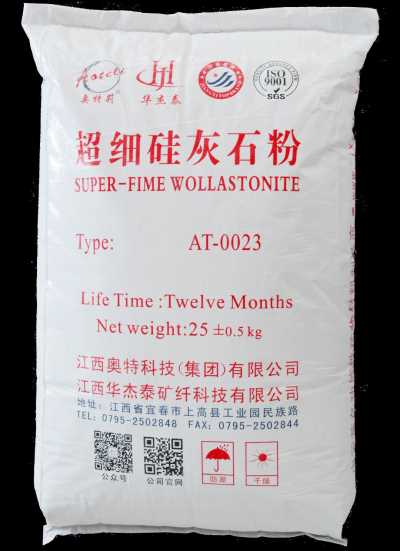 Aoteli
奥特莉®
HJT
华杰泰
ISO
9001
SGS
超细硅灰石粉
SUPER-FIME WOLLASTONITE
Type: AT-0023
Life Time :Twelve Months
Net weight:25 ±0.5kg
江西奥特科技(集团)有限公司
江西华杰泰矿纤科技有限公司
地址:江西省宜春市上高县工业园民族路
TEL: 0795-2502848 FAX:0795-2502844
公众号 公司官网 防潮 干燥